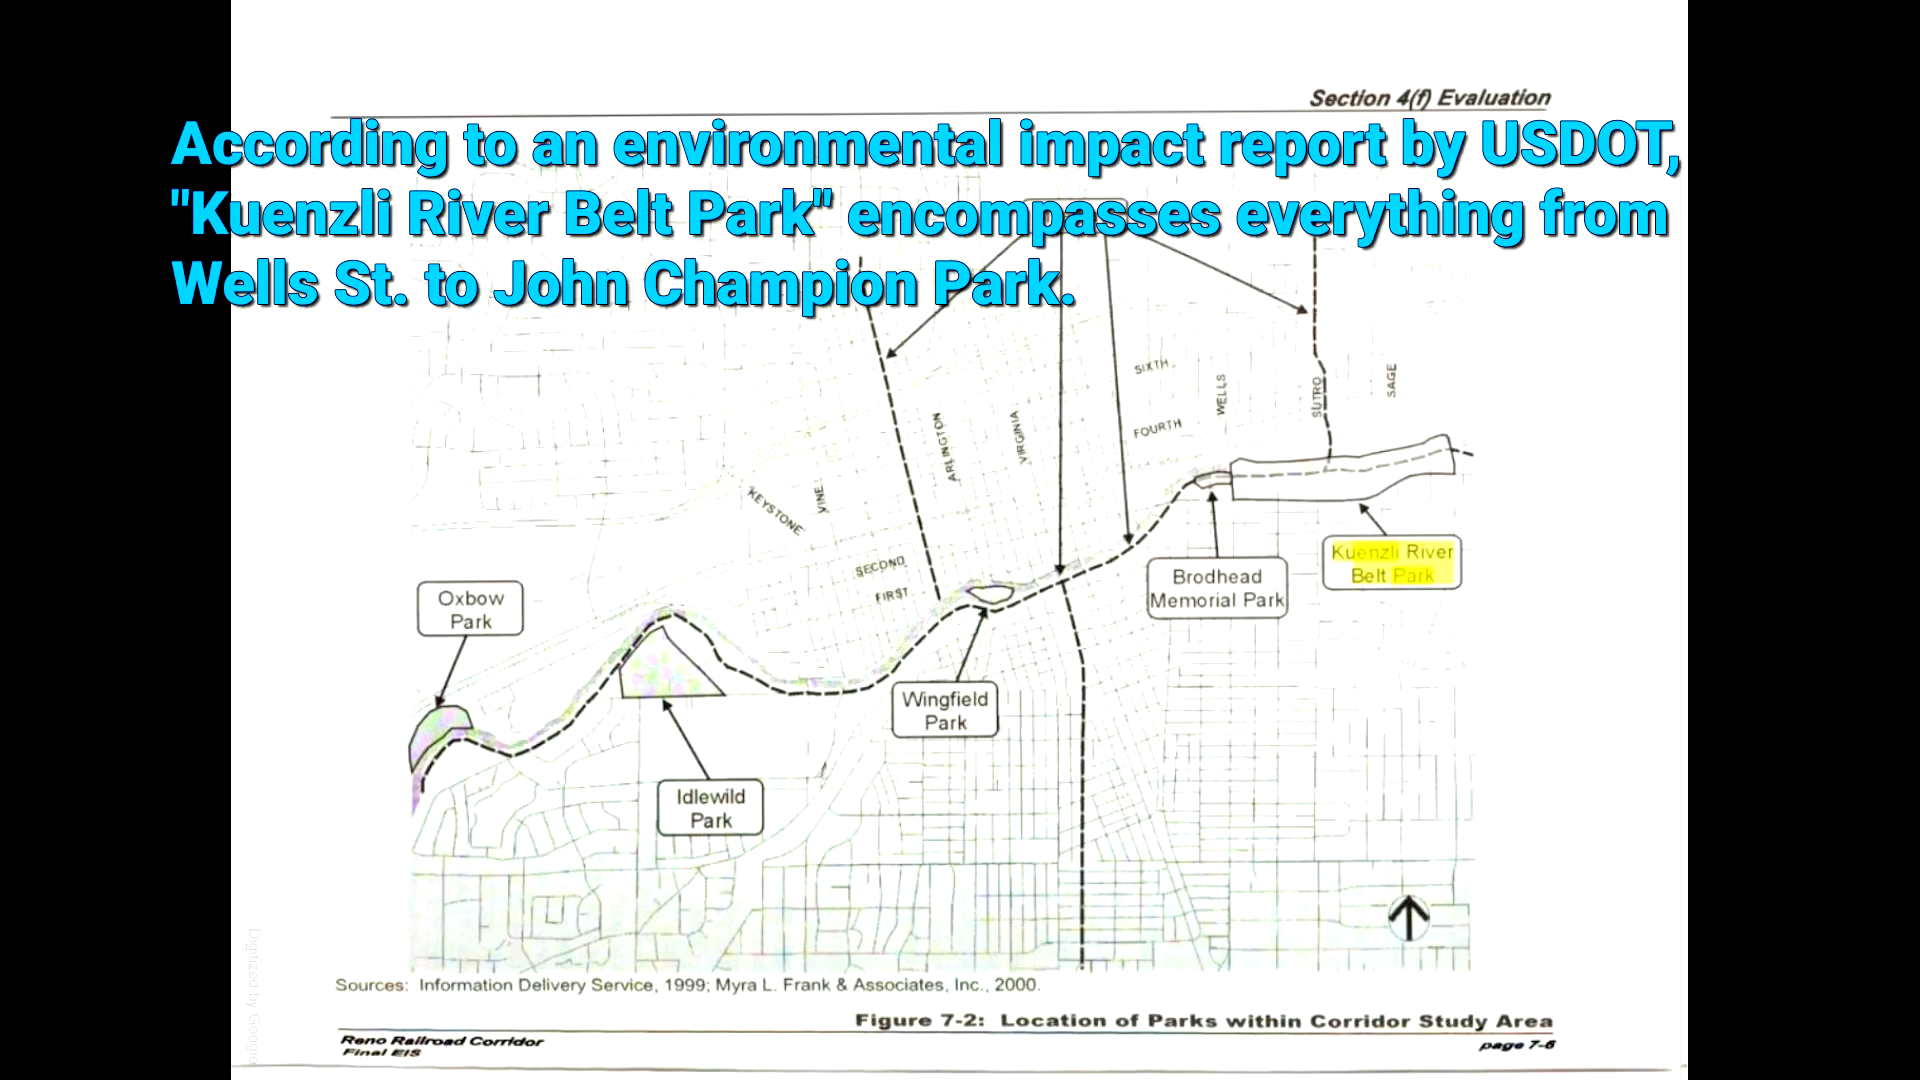 Section 4(f) Evaluation
According to an environmental impact report by USDOT,
"Kuenzli River Belt Park" encompasses everything from
Wells St. to John Champion Park.
SIXTH
WELLS
SUTRO
SAGE
FOURTH
ARLINGTON
VIRGINIA
KEYSTONE
VINE
SECOND
FIRST
Kuenzli River
Belt Park
Brodhead
Memorial Park
Oxbow
Park
Wingfield
Park
Idlewild
Park
Sources: Information Delivery Service, 1999; Myra L. Frank & Associates, Inc., 2000.
Figure 7-2: Location of Parks within Corridor Study Area
Reno Railroad Corridor
Final EIS
page 7-6
Digitized by Google